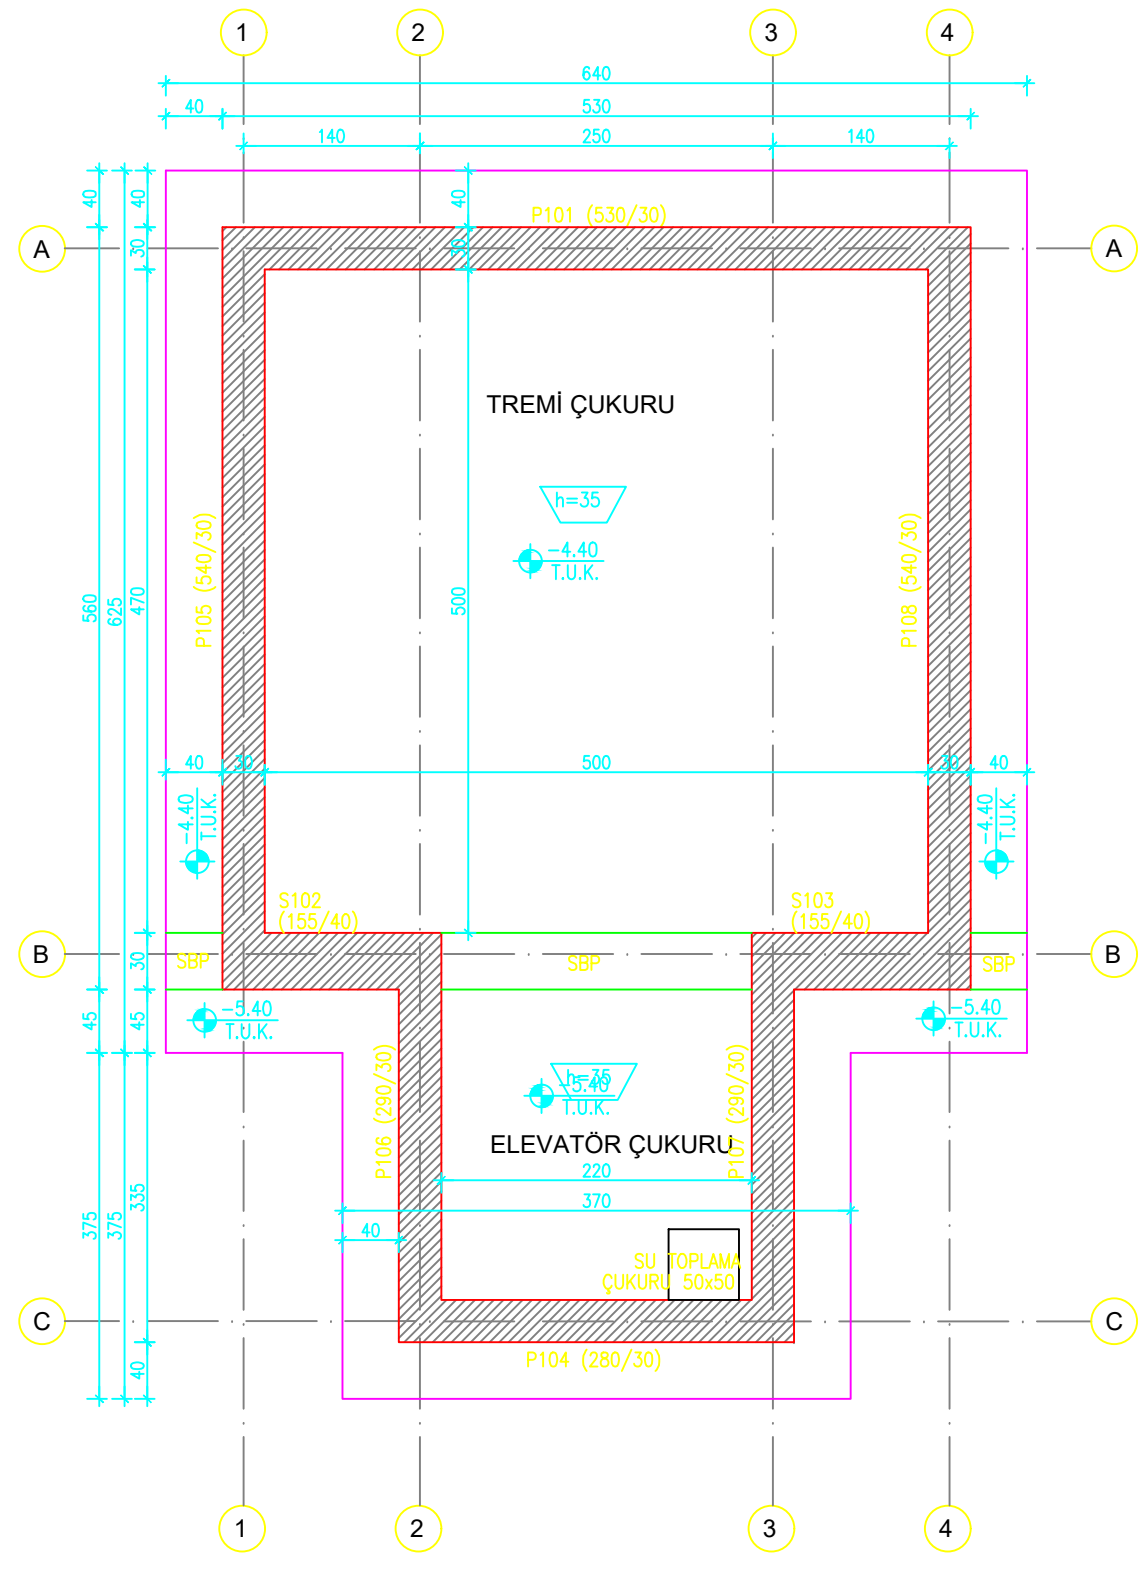 1
2
3
4
640
40
530
140
250
140
40
40
40
P101 (530/30)
A
30
30
A
TREMİ ÇUKURU
h=35
-4.40
T.U.K.
P105 (540/30)
P108 (540/30)
560
625
470
500
40
30
500
30
40
-4.40
T.U.K.
-4.40
T.U.K.
S102
(155/40)
S103
(155/40)
B
30
SBP
SBP
SBP
B
45
45
-5.40
T.U.K.
-5.40
T.U.K.
P106 (290/30)
h=35
-5.40
T.U.K.
P107 (290/30)
ELEVATÖR ÇUKURU
220
370
375
375
335
40
SU TOPLAMA
ÇUKURU 50x50
C
C
P104 (280/30)
40
1
2
3
4